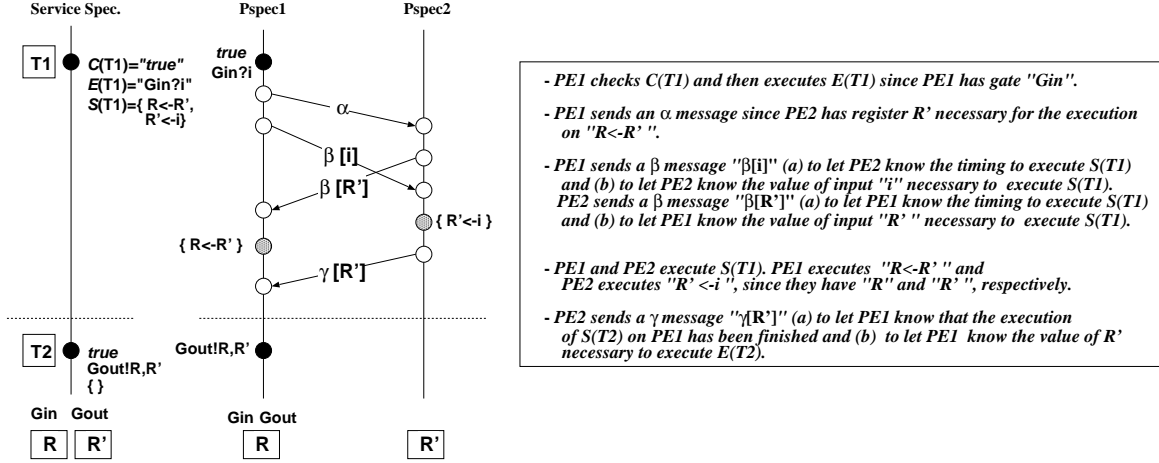 Service Spec.
Pspec1
Pspec2
T1
C(T1)="true"
E(T1)="Gin?i"
S(T1)={ R<-R',
R'<-i}
true
Gin?i
α
β [i]
β [R']
{ R'<-i }
{ R<-R' }
γ [R']
T2
true
Gout!R,R'
{ }
Gout!R,R'
Gin Gout
R R'
Gin Gout
R
R'
- PE1 checks C(T1) and then executes E(T1) since PE1 has gate "Gin".
- PE1 sends an α message since PE2 has register R' necessary for the execution
on "R<-R' ".
- PE1 sends a β message "β[i]" (a) to let PE2 know the timing to execute S(T1)
and (b) to let PE2 know the value of input "i" necessary to execute S(T1).
PE2 sends a β message "β[R']" (a) to let PE1 know the timing to execute S(T1)
and (b) to let PE1 know the value of input "R' " necessary to execute S(T1).
- PE1 and PE2 execute S(T1). PE1 executes "R<-R' " and
PE2 executes "R' <-i ", since they have "R" and "R' ", respectively.
- PE2 sends a γ message "γ[R']" (a) to let PE1 know that the execution
of S(T2) on PE1 has been finished and (b) to let PE1 know the value of R'
necessary to execute E(T2).